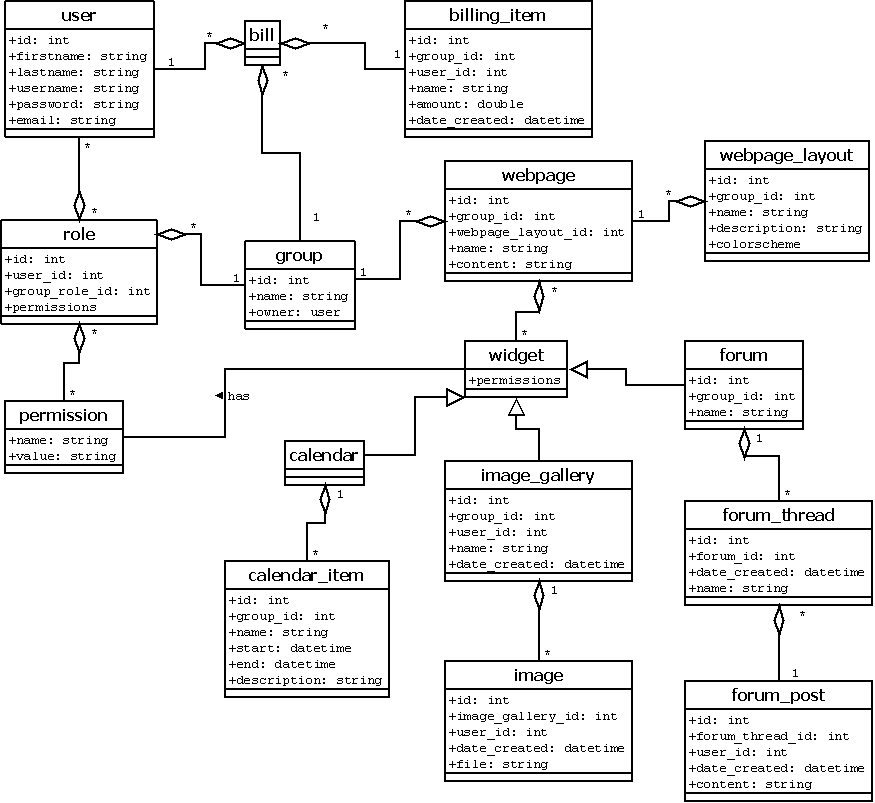 user
+id: int
+firstname: string
+lastname: string
+username: string
+password: string
+email: string
bill
billing_item
+id: int
+group_id: int
+user_id: int
+name: string
+amount: double
+date_created: datetime
1
*
*
1
*
1
*
*
role
+id: int
+user_id: int
+group_role_id: int
+permissions
*
1
group
+id: int
+name: string
+owner: user
1
*
webpage
+id: int
+group_id: int
+webpage_layout_id: int
+name: string
+content: string
1
*
webpage_layout
+id: int
+group_id: int
+name: string
+description: string
+colorscheme
*
*
*
*
permission
+name: string
+value: string
has
widget
+permissions
forum
+id: int
+group_id: int
+name: string
1
*
calendar
1
*
calendar_item
+id: int
+group_id: int
+name: string
+start: datetime
+end: datetime
+description: string
image_gallery
+id: int
+group_id: int
+user_id: int
+name: string
+date_created: datetime
1
*
image
+id: int
+image_gallery_id: int
+user_id: int
+date_created: datetime
+file: string
forum_thread
+id: int
+forum_id: int
+date_created: datetime
+name: string
*
1
forum_post
+id: int
+forum_thread_id: int
+user_id: int
+date_created: datetime
+content: string